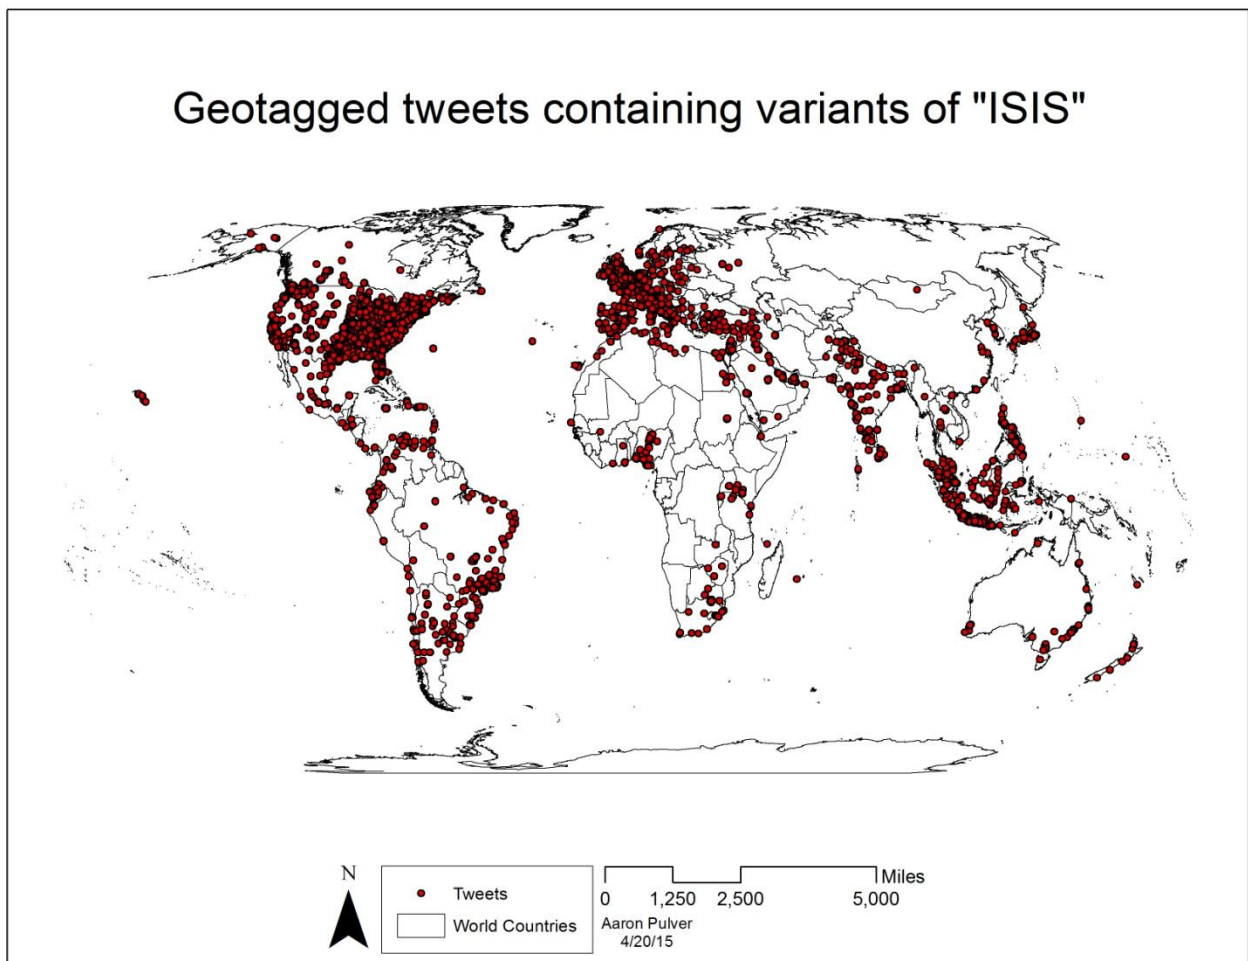 Geotagged tweets containing variants of "ISIS"
N
Tweets
World Countries
Miles
0 1,250 2,500 5,000
Aaron Pulver
4/20/15